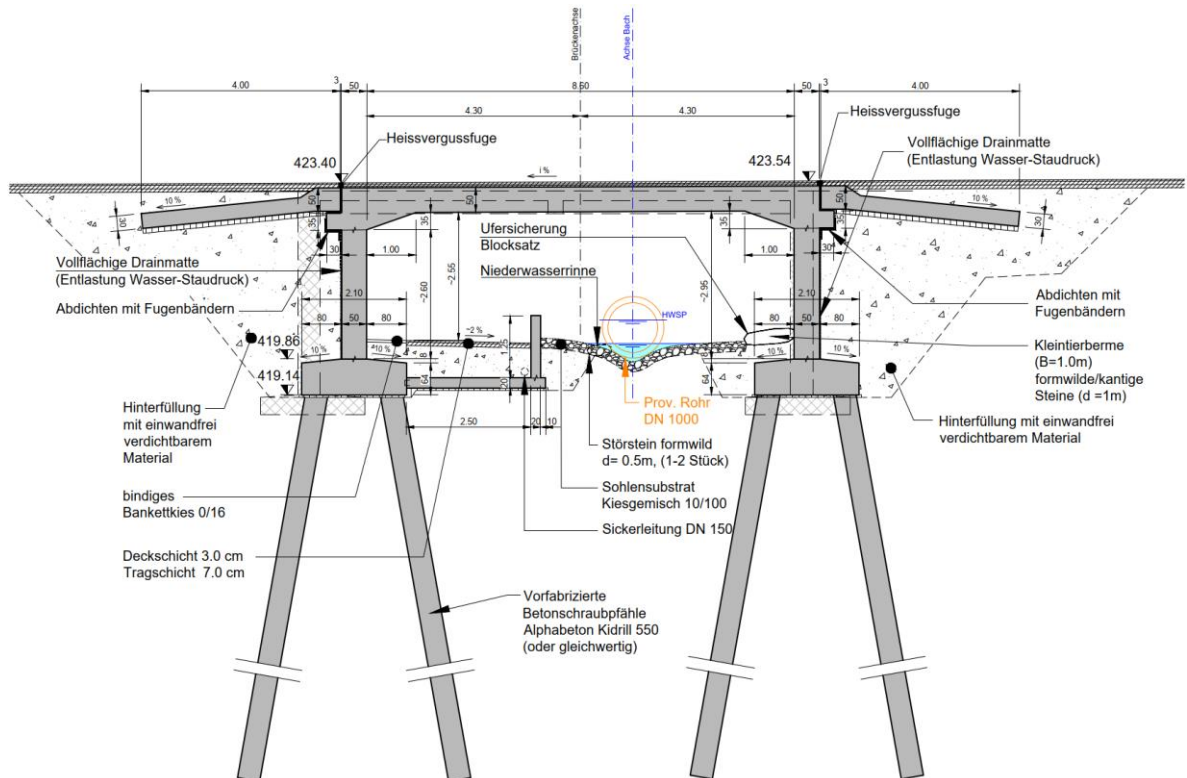 Brückenachse
Achse Bach
4.00
3
50
8.60
50
3
4.00
4.30
4.30
Heissvergussfuge
Heissvergussfuge
Vollflächige Drainmatte
(Entlastung Wasser-Staudruck)
423.40
423.54
i %
10 %
50
50
50
10 %
30
35
35
35
35
30
30
1.00
Ufersicherung
Blocksatz
1.00
30
Niederwasserrinne
Vollflächige Drainmatte
(Entlastung Wasser-Staudruck)
~2.60
~2.55
~2.95
Abdichten mit Fugenbändern
2.10
2.10
Abdichten mit
Fugenbändern
HWSP
80
50
80
80
50
80
419.86
~2 %
1.25
Kleintierberme
(B=1.0m)
formwilde/kantige
Steine (d =1m)
10 %
10 %
8
10 %
10 %
8
419.14
64
20
64
Prov. Rohr
DN 1000
Hinterfüllung
mit einwandfrei
verdichtbarem
Material
2.50
20
10
Hinterfüllung mit einwandfrei
verdichtbarem Material
Störstein formwild
d= 0.5m, (1-2 Stück)
bindiges
Bankettkies 0/16
Sohlensubstrat
Kiesgemisch 10/100
Sickerleitung DN 150
Deckschicht 3.0 cm
Tragschicht 7.0 cm
Vorfabrizierte
Betonschraubpfähle
Alphabeton Kidrill 550
(oder gleichwertig)